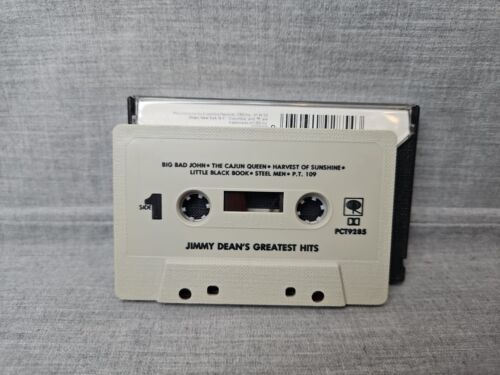 BIG BAD JOHN • THE CAJUN QUEEN • HARVEST OF SUNSHINE •
LITTLE BLACK BOOK • STEEL MEN • P.T. 109
SIDE 1
PCT9285
JIMMY DEAN'S GREATEST HITS